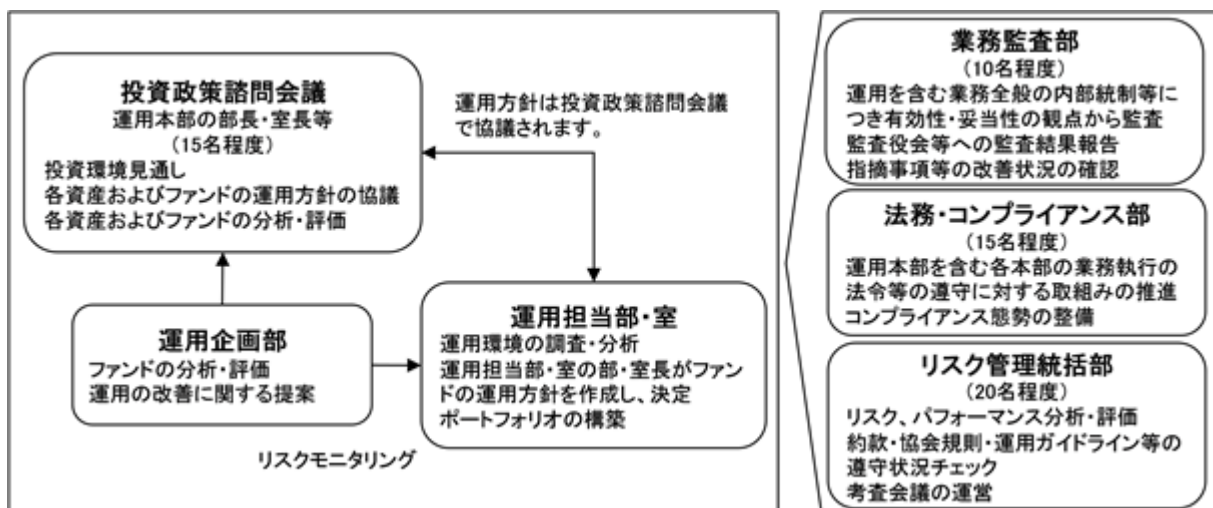 投資政策諮問会議
運用本部の部長・室長等
(15名程度)
投資環境見通し
各資産およびファンドの運用方針の協議
各資産およびファンドの分析・評価
運用方針は投資政策諮問会議
で協議されます。
運用企画部
ファンドの分析・評価
運用の改善に関する提案
運用担当部・室
運用環境の調査・分析
運用担当部・室の部・室長がファン
ドの運用方針を作成し、決定
ポートフォリオの構築
リスクモニタリング
業務監査部
(10名程度)
運用を含む業務全般の内部統制等に
つき有効性・妥当性の観点から監査
監査役会等への監査結果報告
指摘事項等の改善状況の確認
法務・コンプライアンス部
(15名程度)
運用本部を含む各本部の業務執行の
法令等の遵守に対する取組みの推進
コンプライアンス態勢の整備
リスク管理統括部
(20名程度)
リスク、パフォーマンス分析・評価
約款・協会規則・運用ガイドライン等の
遵守状況チェック
考査会議の運営